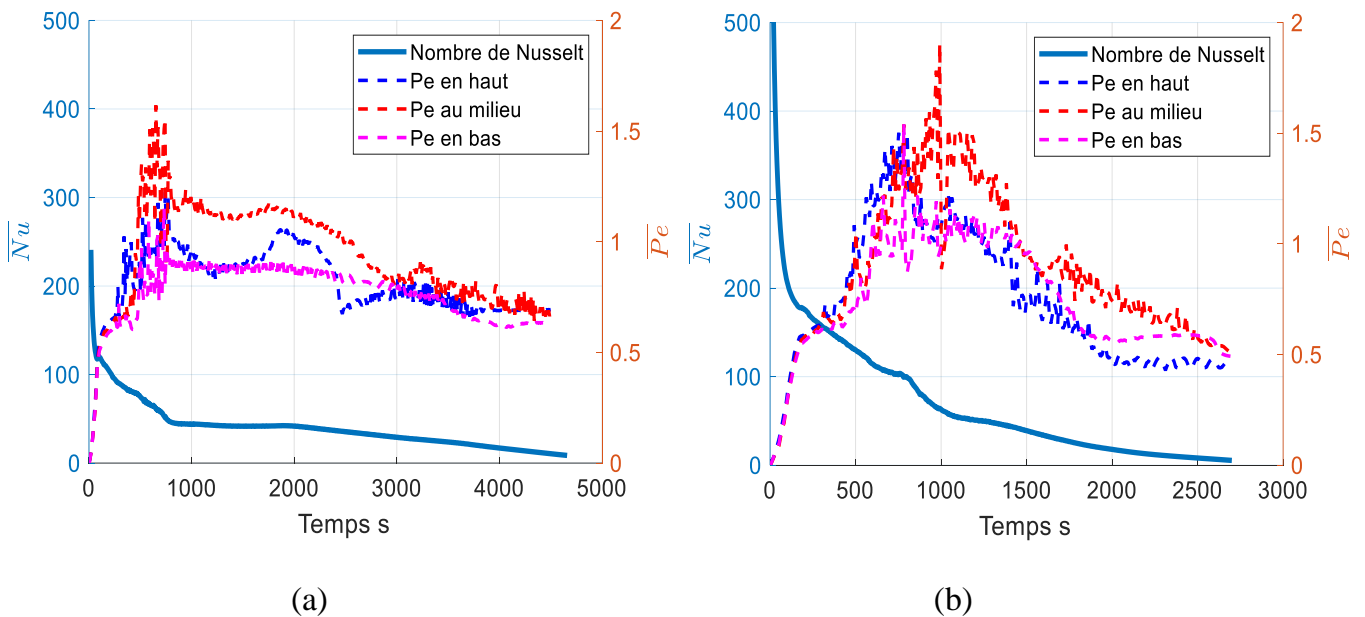 500
400
300
200
100
0
2
1.5
1
0.5
0
0 1000 2000 3000 4000 5000
Nu
Pe
Temps s
Nombre de Nusselt
Pe en haut
Pe au milieu
Pe en bas
(a)
500
400
300
200
100
0
2
1.5
1
0.5
0
0 500 1000 1500 2000 2500 3000
Nu
Pe
Temps s
Nombre de Nusselt
Pe en haut
Pe au milieu
Pe en bas
(b)